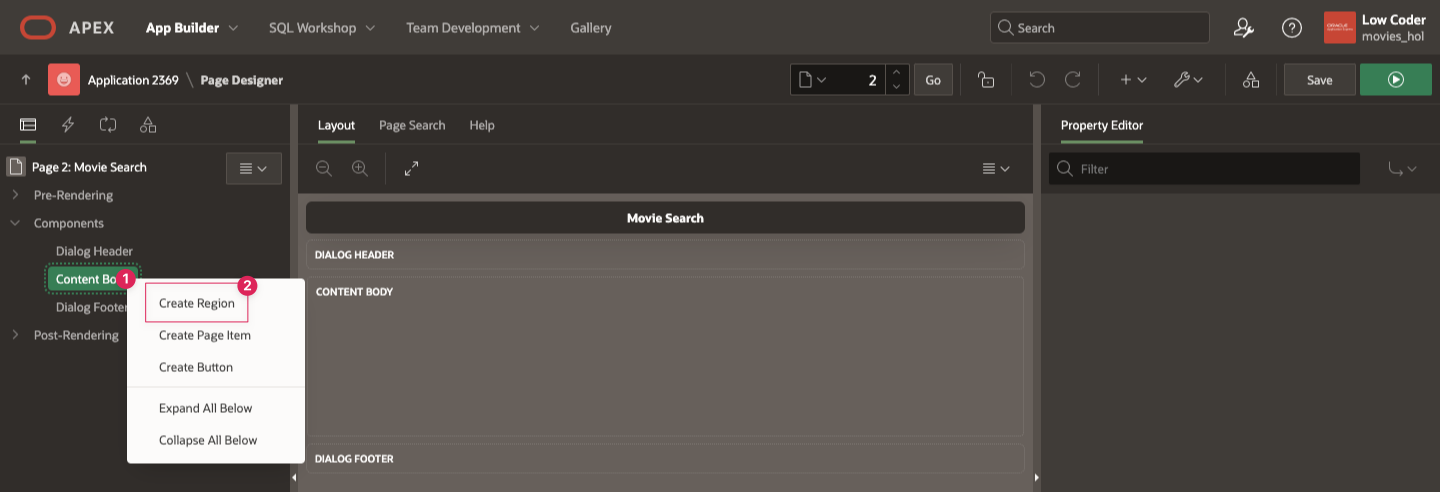 APEX App Builder SQL Workshop Team Development Gallery Search Low Coder
movies_hol
Application 2369 \ Page Designer 2 Go Save
Layout Page Search Help Property Editor
Page 2: Movie Search
Filter
Pre-Rendering
Components
Movie Search
Dialog Header
DIALOG HEADER
Content Bo 1
Dialog Footer
Post-Rendering
2
Create Region
Create Page Item
Create Button
Expand All Below
Collapse All Below
CONTENT BODY
DIALOG FOOTER